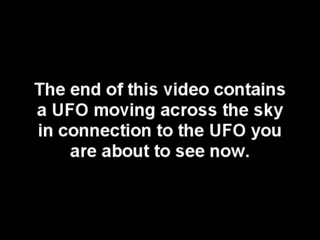 The end of this video contains
a UFO moving across the sky
in connection to the UFO you
are about to see now.